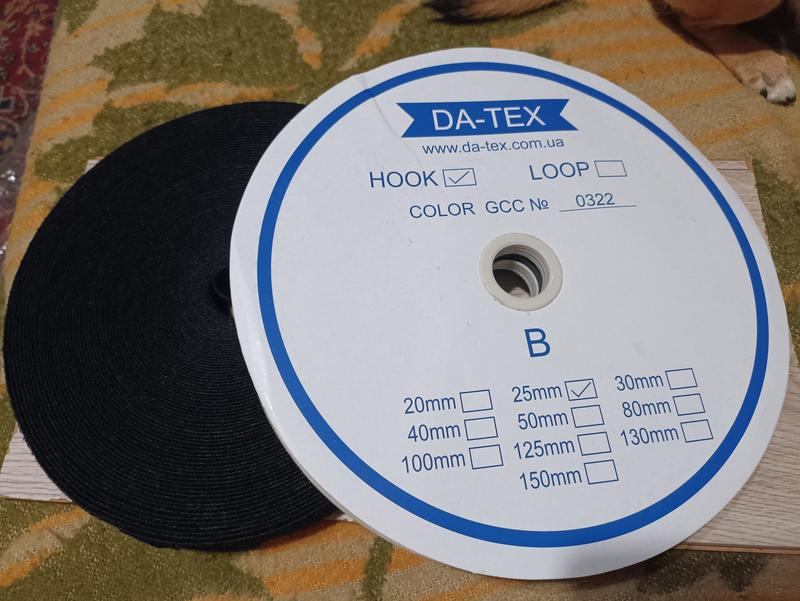 DA-TEX
www.da-tex.com.ua
HOOK LOOP
COLOR GCC № 0322
B
20mm 25mm 30mm
40mm 50mm 80mm
100mm 125mm 130mm
150mm